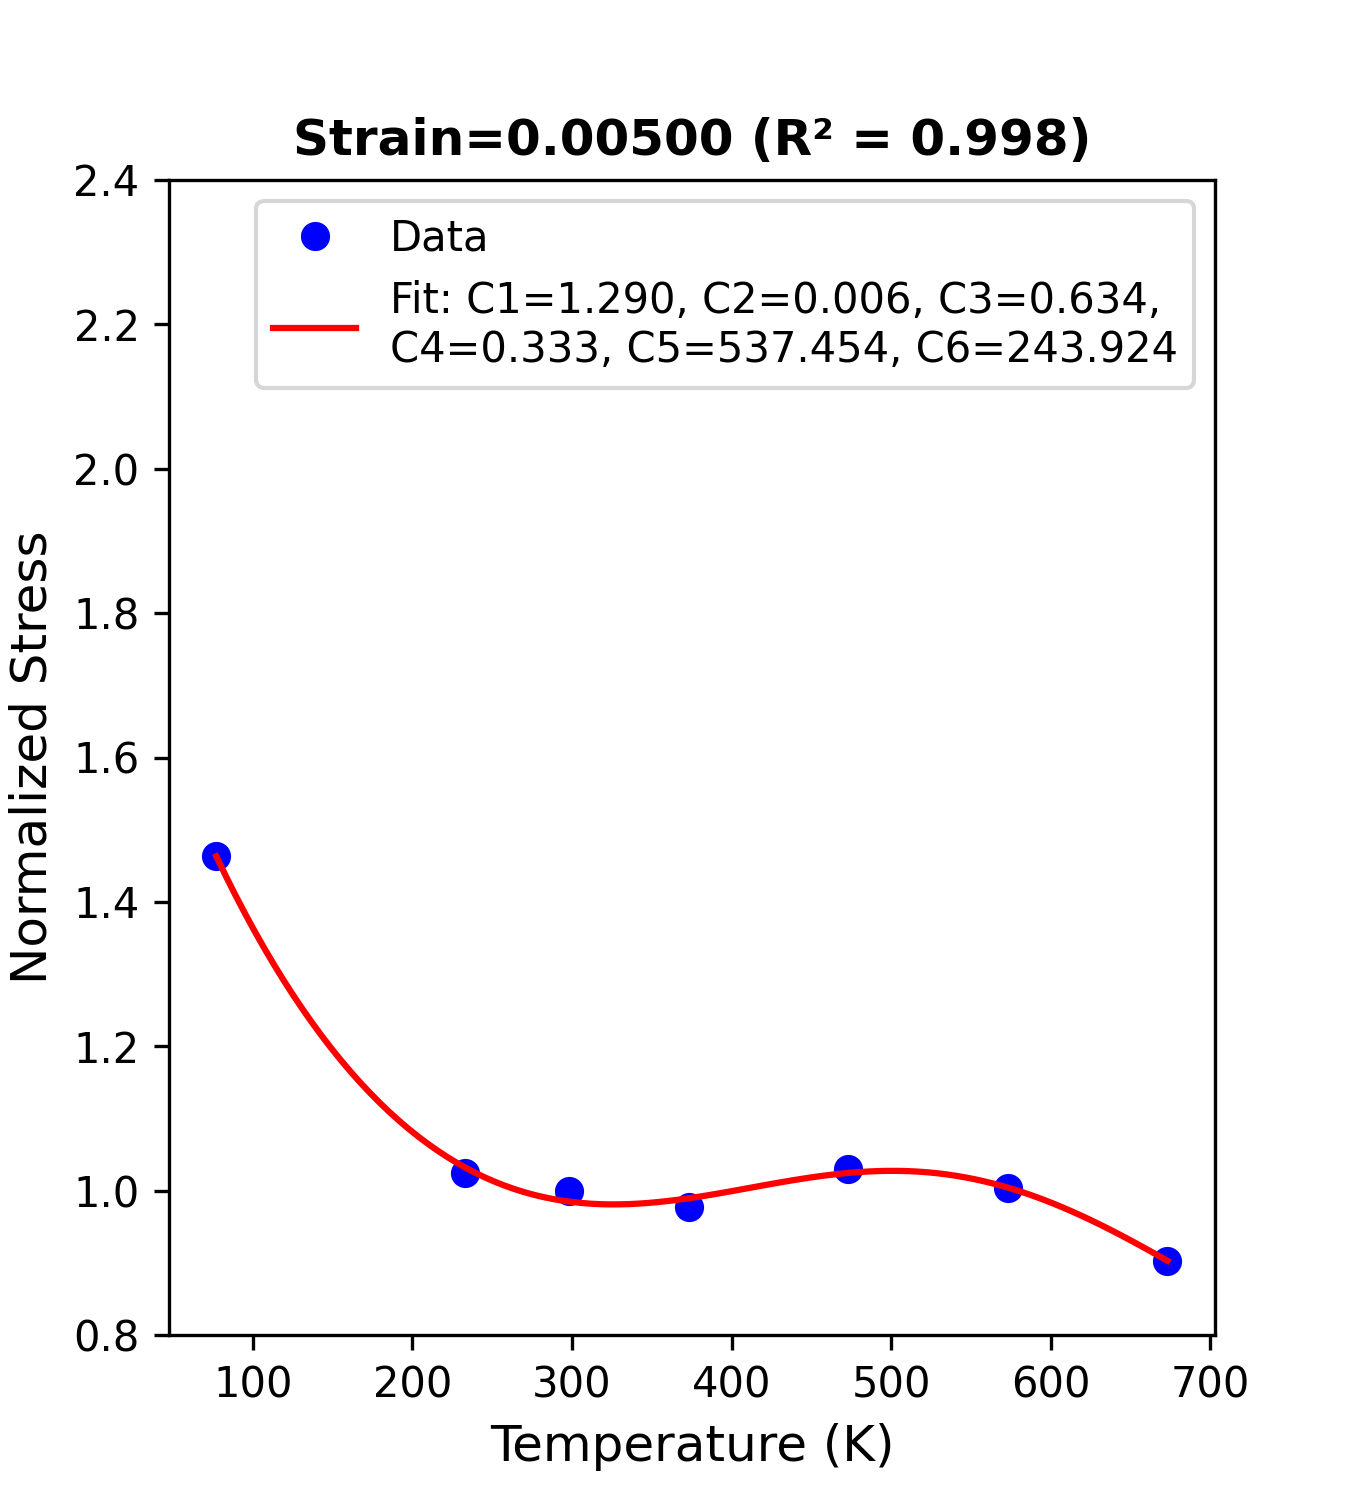 Strain=0.00500 (R² = 0.998)
2.4
2.2
2.0
1.8
1.6
1.4
1.2
1.0
0.8
Normalized Stress
Data
Fit: C1=1.290, C2=0.006, C3=0.634,
C4=0.333, C5=537.454, C6=243.924
100 200 300 400 500 600 700
Temperature (K)